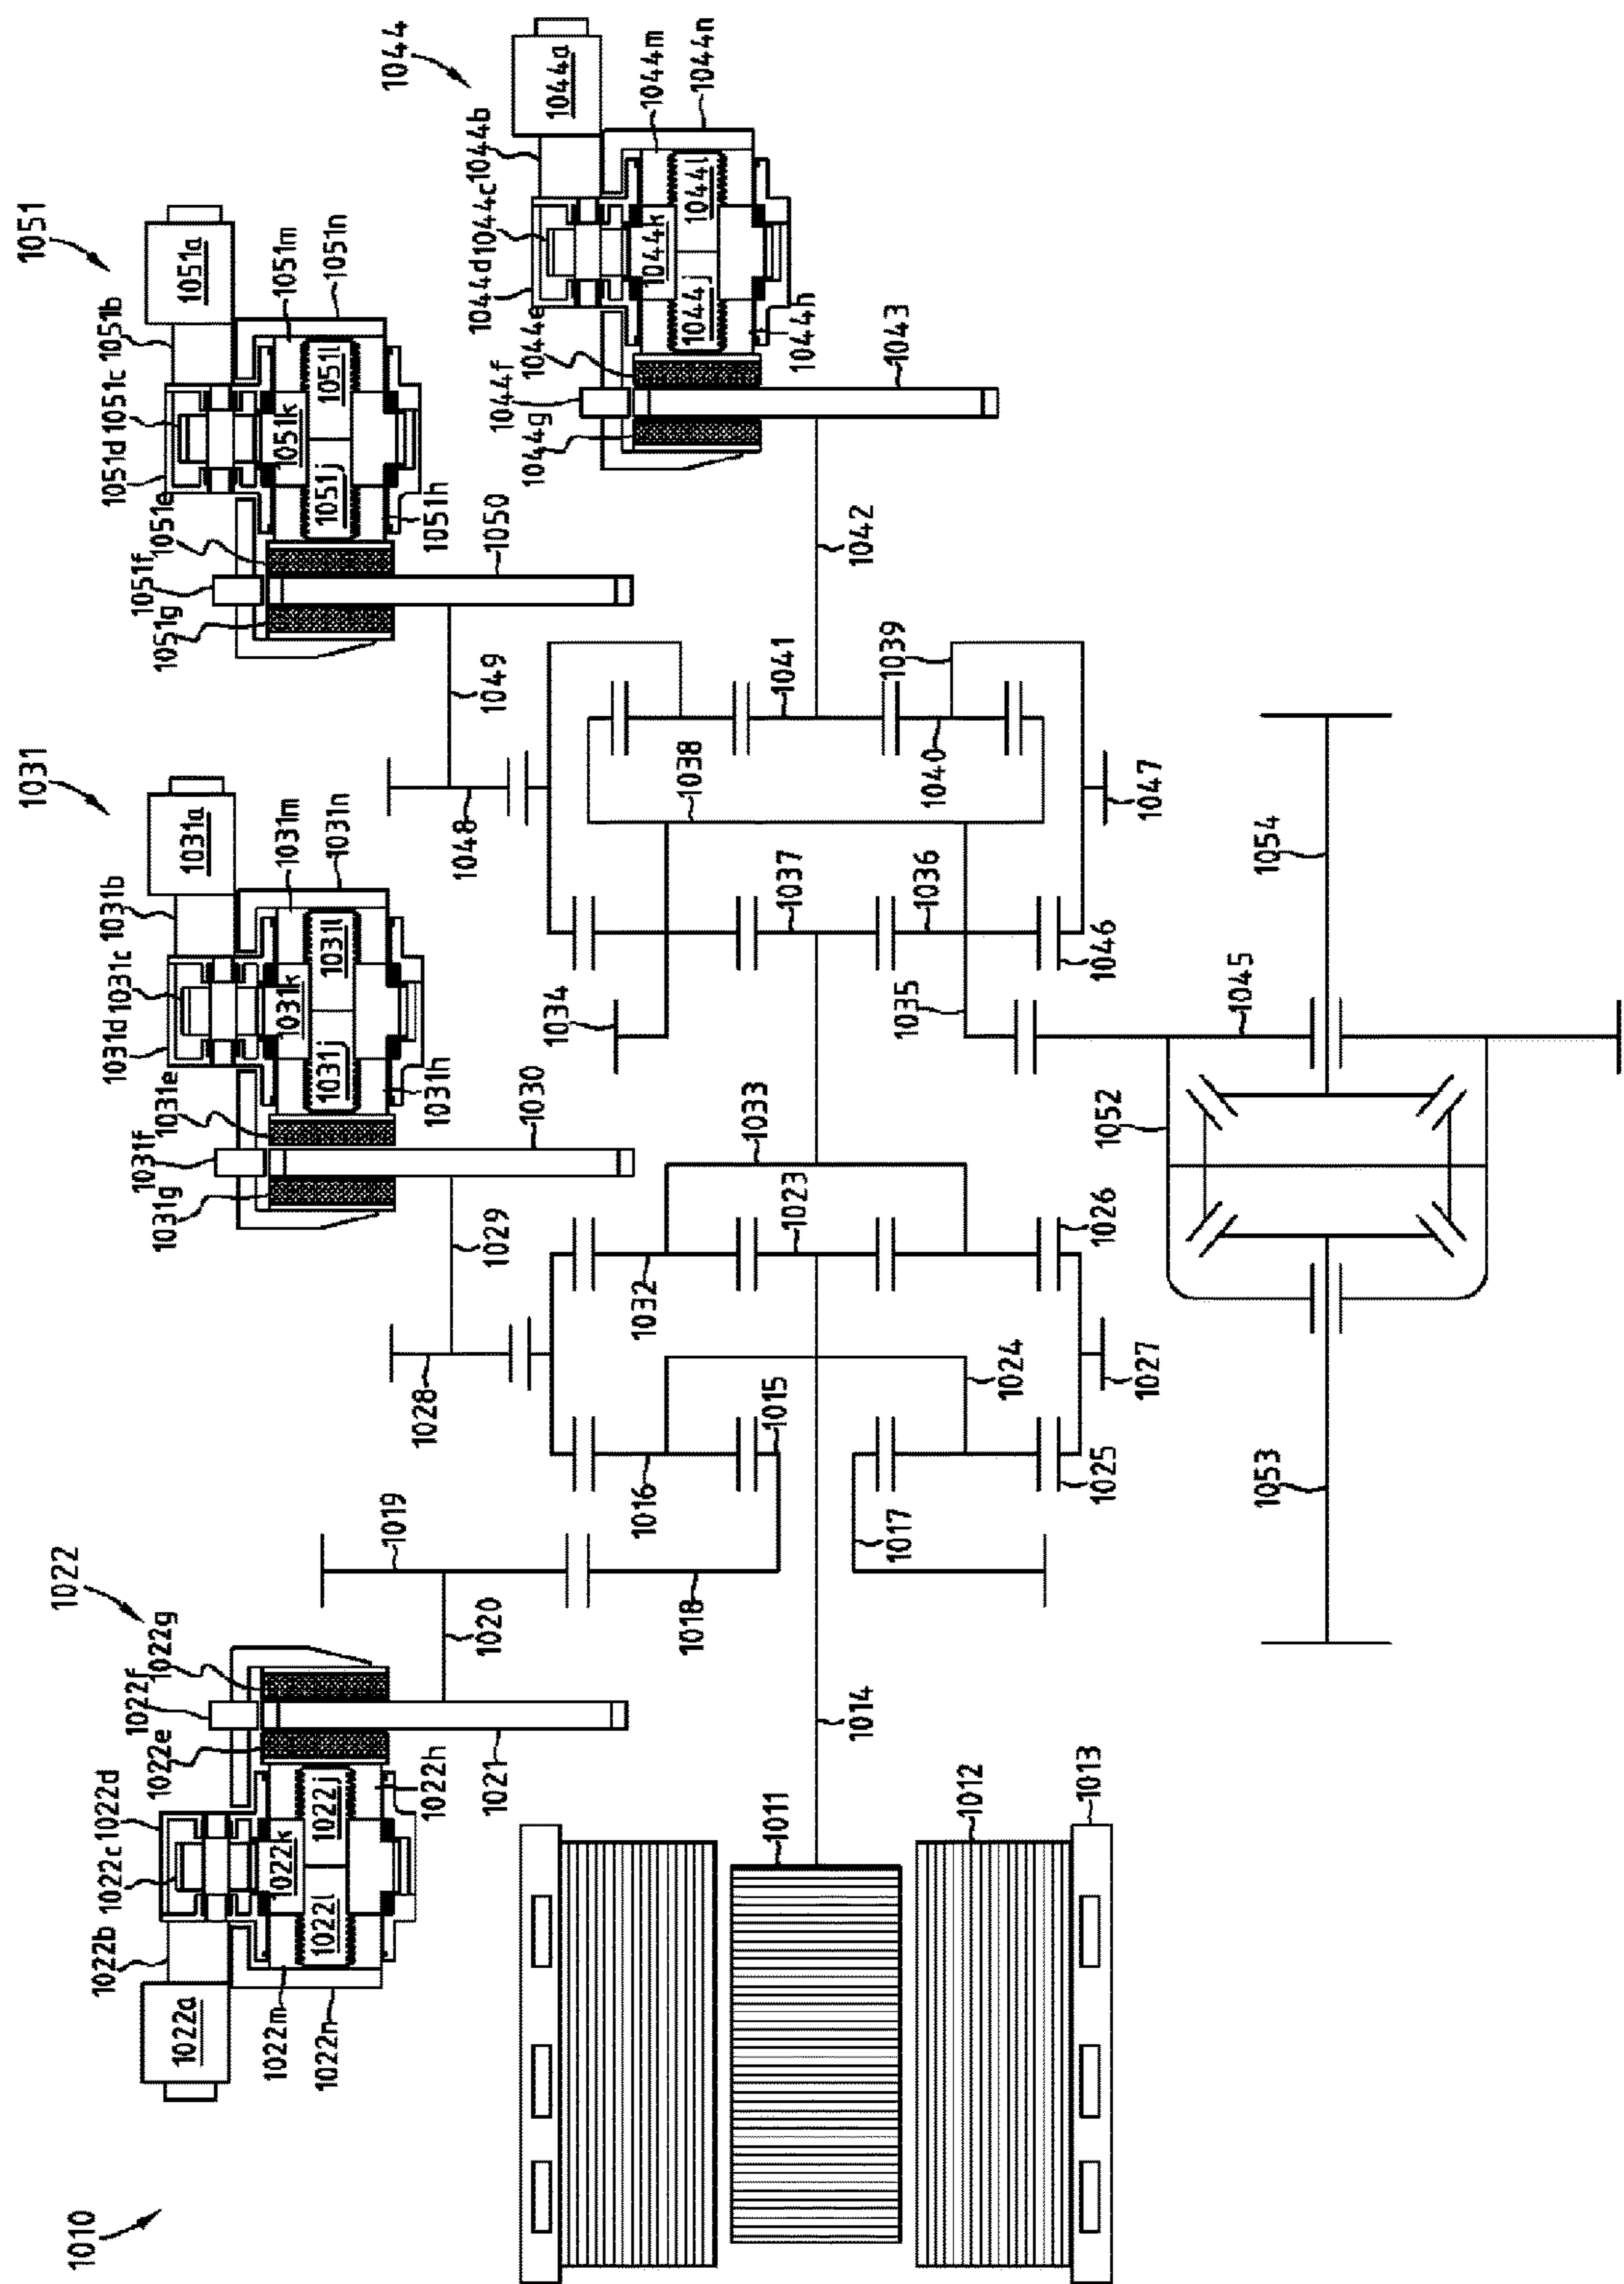 1010
1022
1022a
1022b
1022c
1022d
1022e
1022f
1022g
1022h
1022j
1022k
1022l
1022m
1022n
1021
1020
1019
1018
1017
1016
1015
1014
1011
1012
1013
1031
1031a
1031b
1031c
1031d
1031e
1031f
1031g
1031h
1031j
1031k
1031l
1031m
1031n
1030
1029
1028
1027
1026
1025
1024
1023
1032
1033
1034
1035
1036
1037
1038
1039
1040
1041
1042
1043
1044
1044a
1044b
1044c
1044d
1044e
1044f
1044g
1044h
1044j
1044k
1044l
1044m
1044n
1045
1046
1047
1048
1049
1050
1051
1051a
1051b
1051c
1051d
1051e
1051f
1051g
1051h
1051j
1051k
1051l
1051m
1051n
1052
1053
1054